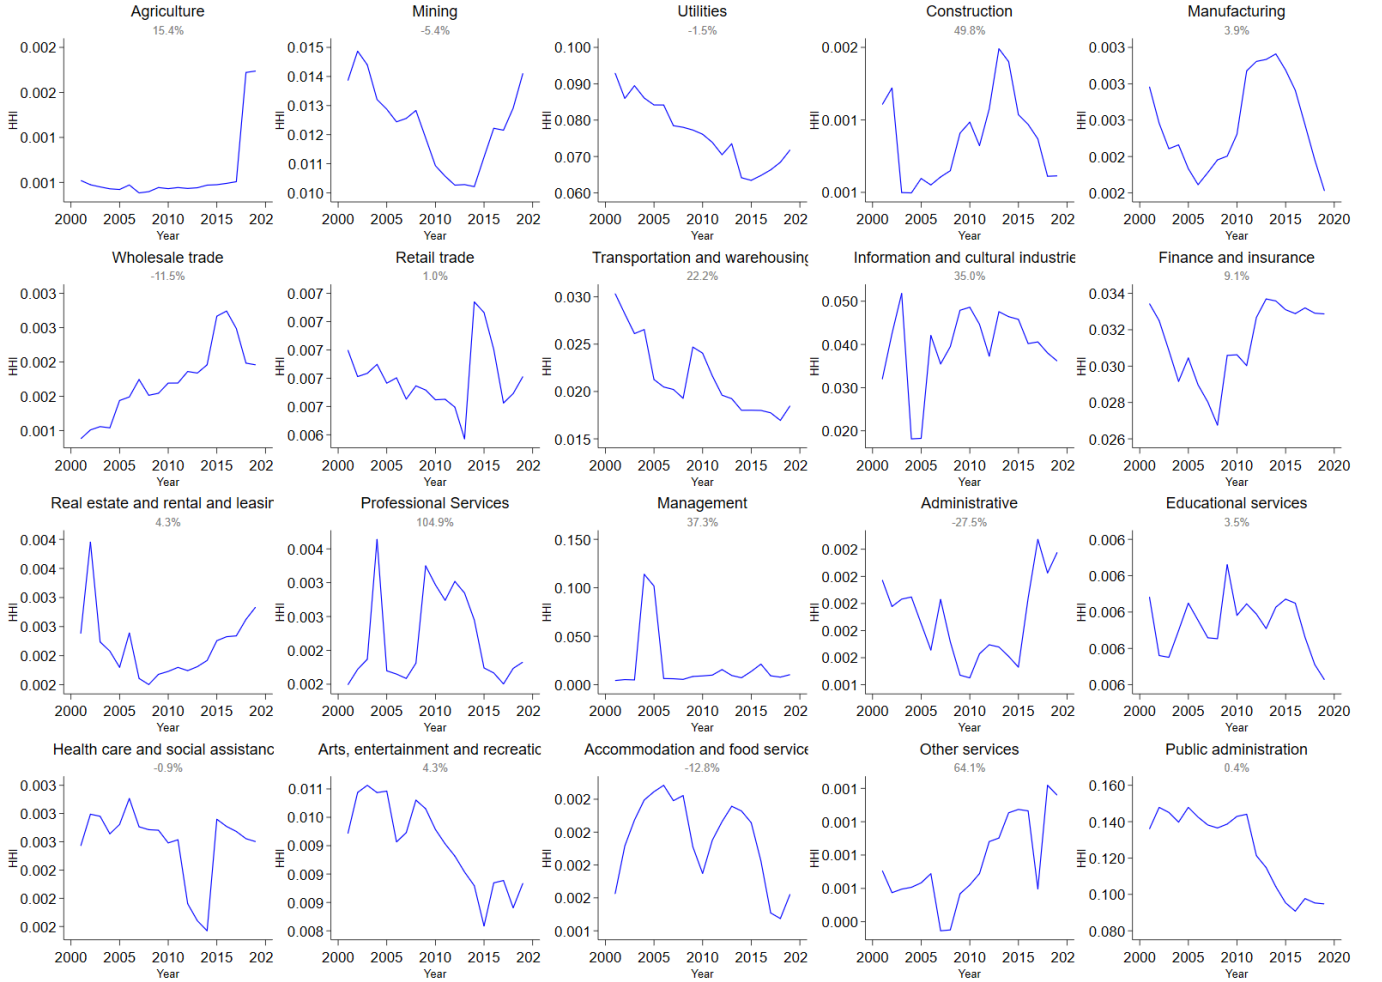 Agriculture
15.4%
0.002
0.002
0.001
0.001
HHI
2000 2005 2010 2015 202
Year
Mining
-5.4%
0.015
0.014
0.013
0.012
0.011
0.010
HHI
2000 2005 2010 2015 202
Year
Utilities
-1.5%
0.100
0.090
0.080
0.070
0.060
HHI
2000 2005 2010 2015 202
Year
Construction
49.8%
0.002
0.001
0.001
HHI
2000 2005 2010 2015 202
Year
Manufacturing
3.9%
0.003
0.003
0.003
0.002
0.002
HHI
2000 2005 2010 2015 2020
Year
Wholesale trade
-11.5%
0.003
0.003
0.002
0.002
0.001
HHI
2000 2005 2010 2015 202
Year
Retail trade
1.0%
0.007
0.007
0.007
0.007
0.007
0.006
HHI
2000 2005 2010 2015 202
Year
Transportation and warehousing
22.2%
0.030
0.025
0.020
0.015
HHI
2000 2005 2010 2015 202
Year
Information and cultural industrie
35.0%
0.050
0.040
0.030
0.020
HHI
2000 2005 2010 2015 202
Year
Finance and insurance
9.1%
0.034
0.032
0.030
0.028
0.026
HHI
2000 2005 2010 2015 2020
Year
Real estate and rental and leasin
4.3%
0.004
0.004
0.003
0.003
0.002
0.002
HHI
2000 2005 2010 2015 202
Year
Professional Services
104.9%
0.004
0.003
0.003
0.002
0.002
HHI
2000 2005 2010 2015 202
Year
Management
37.3%
0.150
0.100
0.050
0.000
HHI
2000 2005 2010 2015 202
Year
Administrative
-27.5%
0.002
0.002
0.002
0.002
0.002
0.001
HHI
2000 2005 2010 2015 202
Year
Educational services
3.5%
0.006
0.006
0.006
0.006
0.006
HHI
2000 2005 2010 2015 2020
Year
Health care and social assistanc
-0.9%
0.003
0.003
0.003
0.002
0.002
0.002
HHI
2000 2005 2010 2015 202
Year
Arts, entertainment and recreatic
4.3%
0.011
0.010
0.009
0.009
0.009
0.008
HHI
2000 2005 2010 2015 202
Year
Accommodation and food service
-12.8%
0.002
0.002
0.002
0.002
0.001
HHI
2000 2005 2010 2015 202
Year
Other services
64.1%
0.001
0.001
0.001
0.001
0.000
HHI
2000 2005 2010 2015 202
Year
Public administration
0.4%
0.160
0.140
0.120
0.100
0.080
HHI
2000 2005 2010 2015 2020
Year